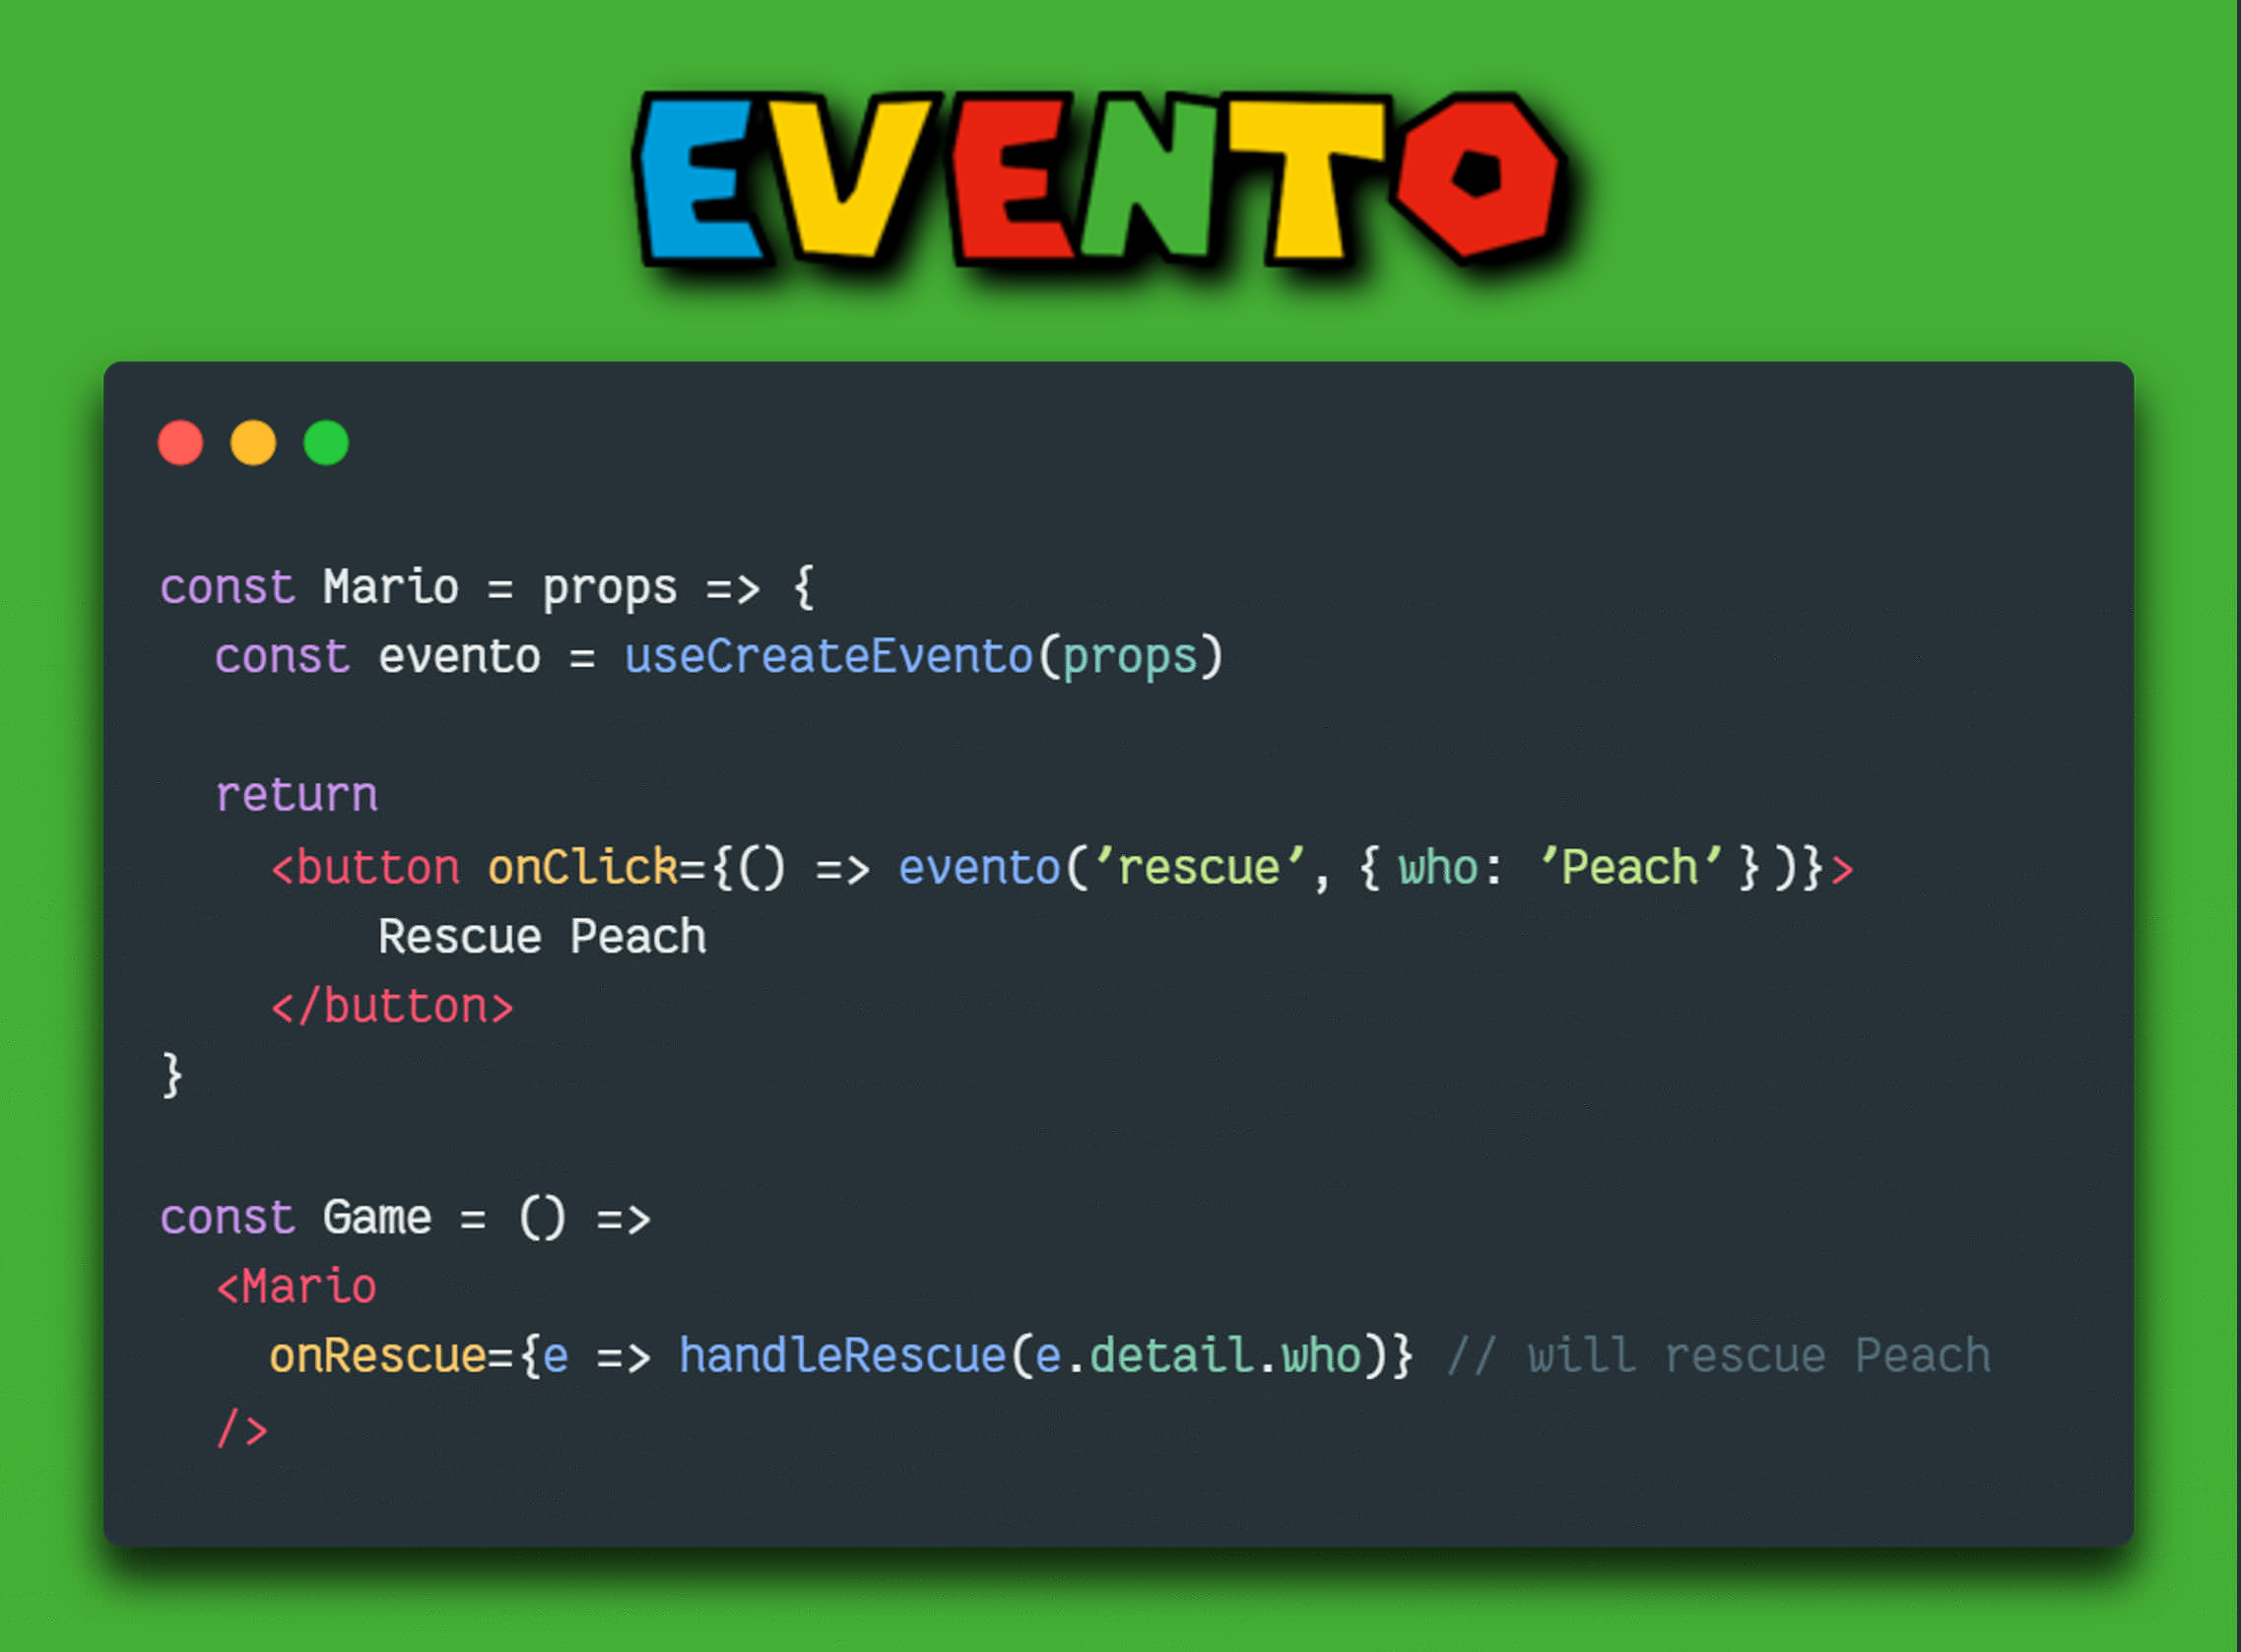 EVENTO
const Mario = props => {
const evento = useCreateEvento(props)
return
<button onClick={() => evento('rescue', { who: 'Peach' })}>
Rescue Peach
</button>
}
const Game = () =>
<Mario
onRescue={e => handleRescue(e.detail.who)} // will rescue Peach
/>